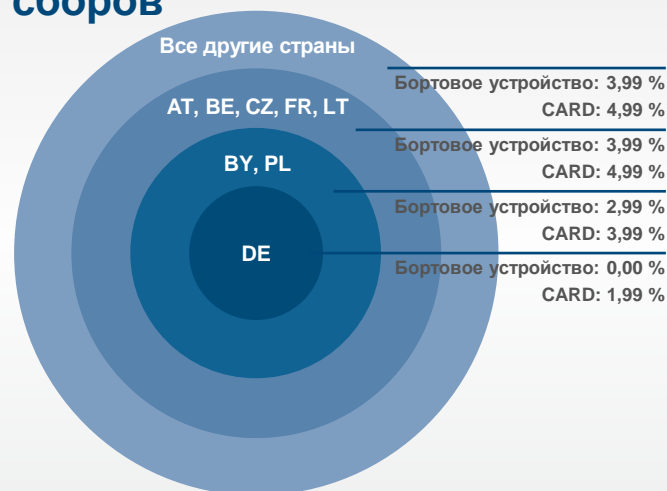 сборов
Все другие страны
Бортовое устройство: 3,99 %
CARD: 4,99 %
AT, BE, CZ, FR, LT
Бортовое устройство: 3,99 %
CARD: 4,99 %
BY, PL
Бортовое устройство: 2,99 %
CARD: 3,99 %
DE
Бортовое устройство: 0,00 %
CARD: 1,99 %